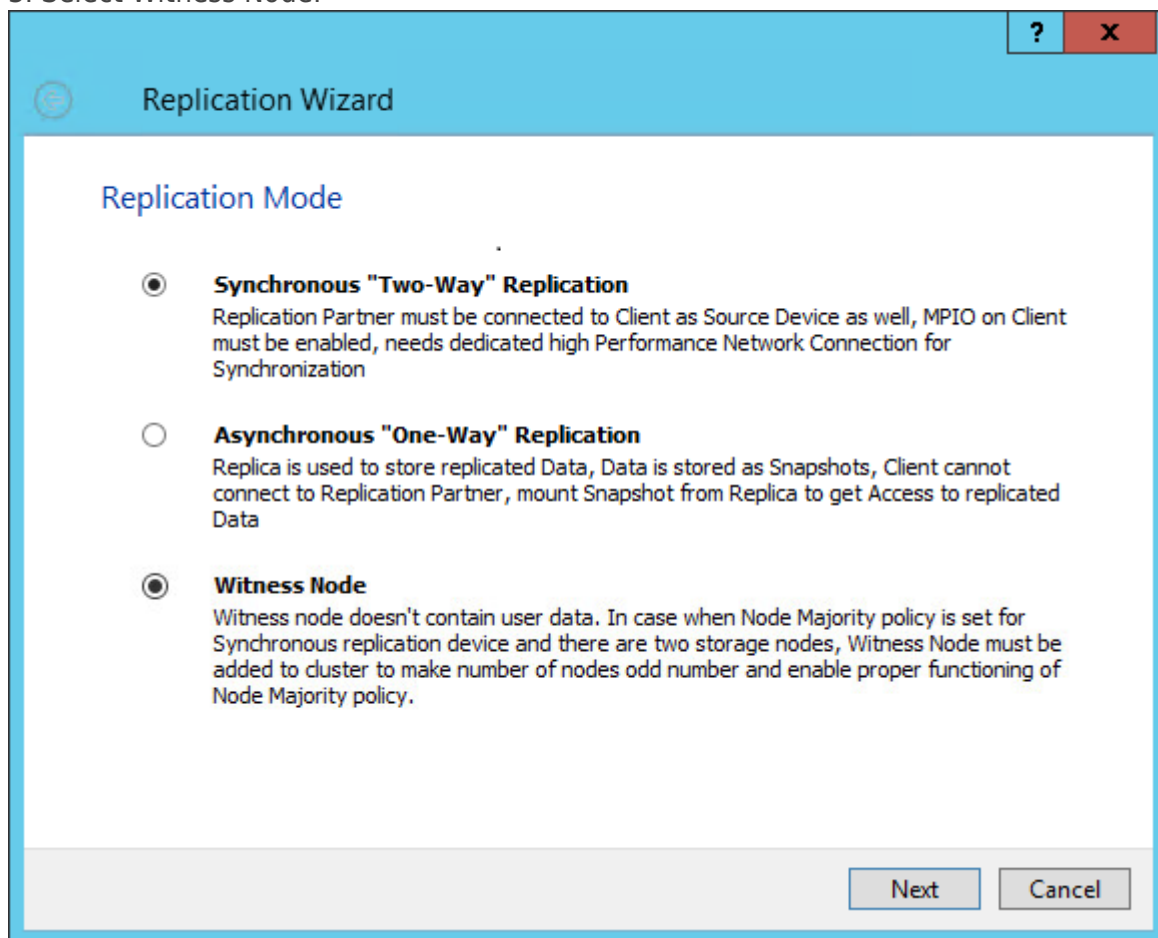 3. Select Witness Node.
? x
Replication Wizard
Replication Mode
.
Synchronous "Two-Way" Replication
Replication Partner must be connected to Client as Source Device as well, MPIO on Client
must be enabled, needs dedicated high Performance Network Connection for
Synchronization
Asynchronous "One-Way" Replication
Replica is used to store replicated Data, Data is stored as Snapshots, Client cannot
connect to Replication Partner, mount Snapshot from Replica to get Access to replicated
Data
Witness Node
Witness node doesn't contain user data. In case when Node Majority policy is set for
Synchronous replication device and there are two storage nodes, Witness Node must be
added to cluster to make number of nodes odd number and enable proper functioning of
Node Majority policy.
Next Cancel